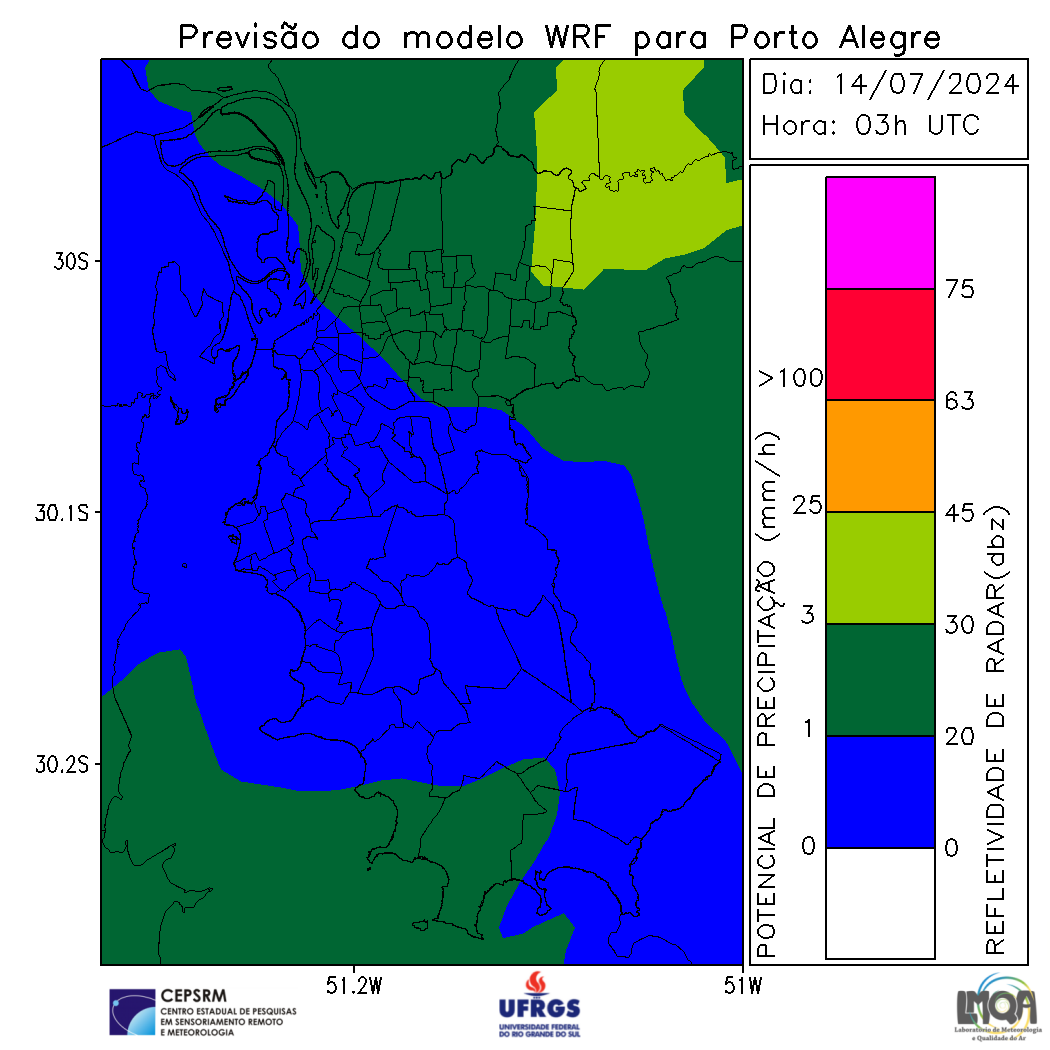 Previsão do modelo WRF para Porto Alegre
Dia: 14/07/2024
Hora: 03h UTC
30S
30.1S
30.2S
51.2W
51W
POTENCIAL DE PRECIPITAÇÃO (mm/h)
>100
25
3
1
0
75
63
45
30
20
0
REFLETIVIDADE DE RADAR(dbz)
CEPSRM
CENTRO ESTADUAL DE PESQUISAS
EM SENSORIAMENTO REMOTO
E METEOROLOGIA
UFRGS
UNIVERSIDADE FEDERAL
DO RIO GRANDE DO SUL
LMQA
Laboratório de Meteorologia
e Qualidade do Ar